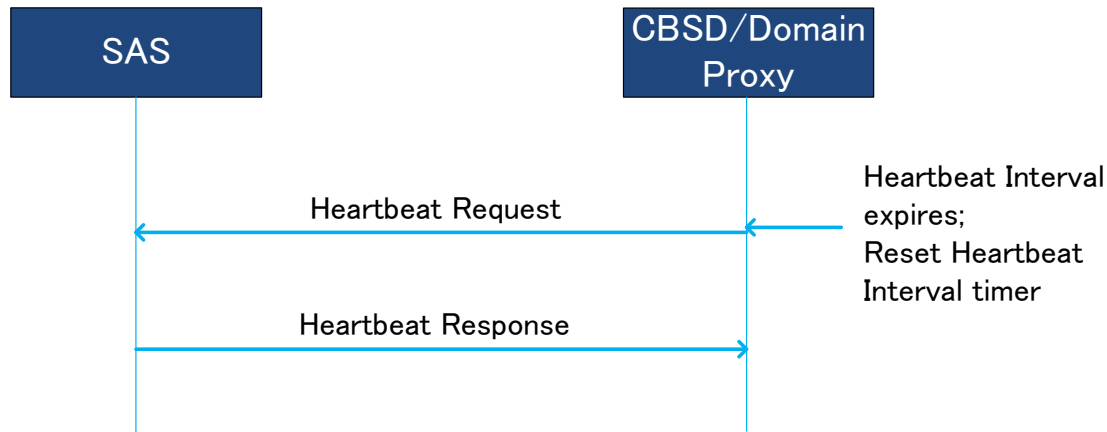 SAS
CBSD/Domain
Proxy
Heartbeat Interval
expires;
Reset Heartbeat
Interval timer
Heartbeat Request
Heartbeat Response